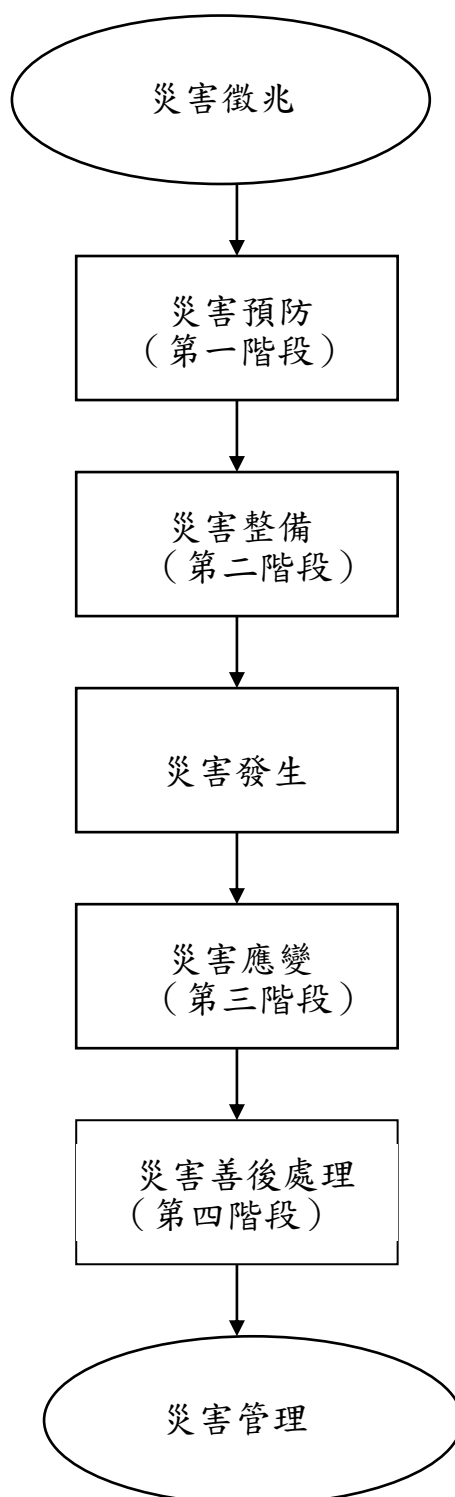 災害徵兆
災害預防
（第一階段）
災害整備
（第二階段）
災害發生
災害應變
（第三階段）
災害善後處理
（第四階段）
災害管理